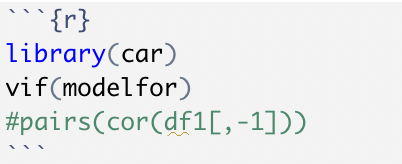 ```{r}
library(car)
vif(modelfor)
#pairs(cor(df1[,-1]))
```